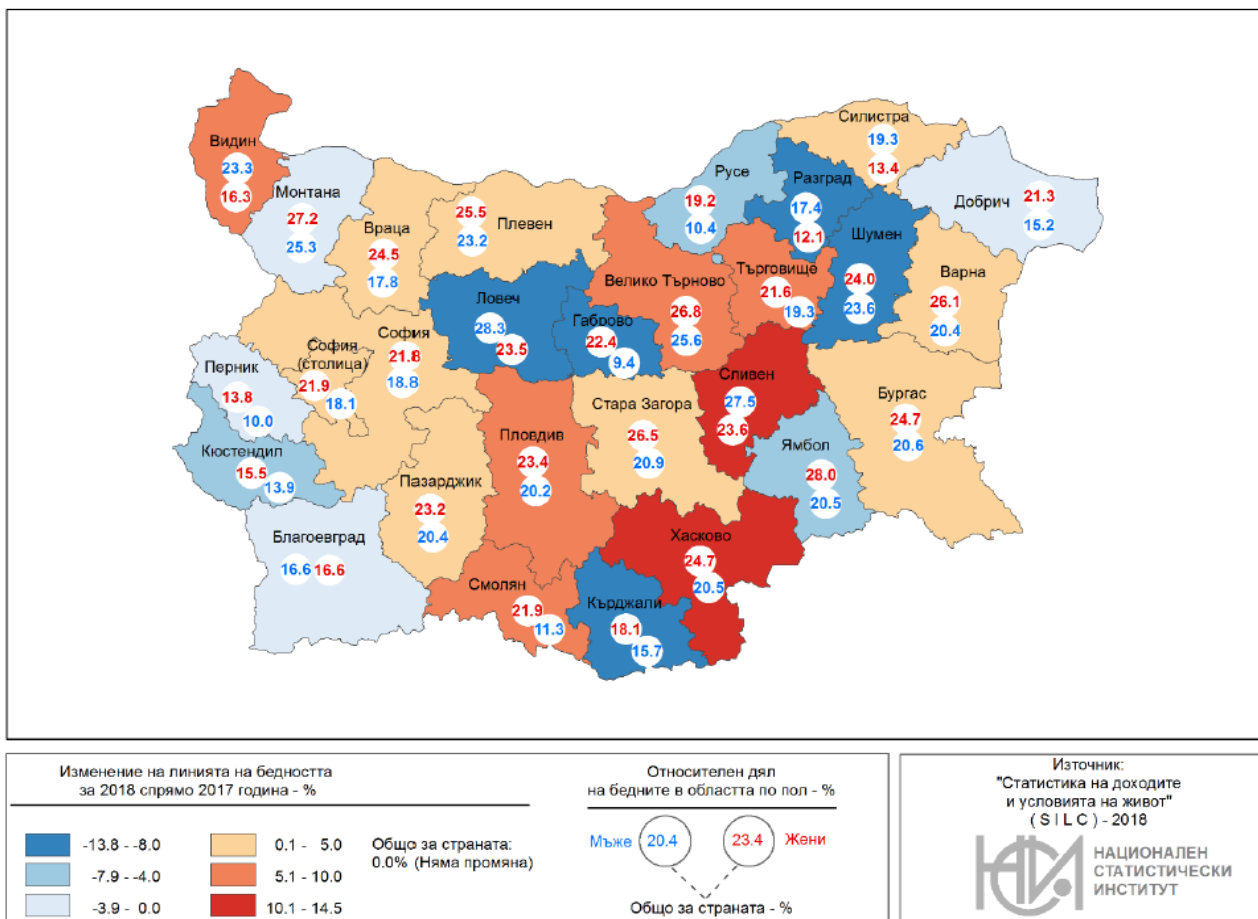 Силистра
19.3
13.4
Видин
23.3
16.3
Монтана
27.2
25.3
Враца
24.5
17.8
Плевен
25.5
23.2
Русе
19.2
10.4
Разград
17.4
12.1
Шумен
24.0
23.6
Добрич
21.3
15.2
Варна
26.1
20.4
Търговище
21.6
19.3
Велико Търново
26.8
25.6
Ловеч
28.3
23.5
Габрово
22.4
9.4
София
21.8
18.8
София
(столица)
21.9
18.1
Перник
13.8
10.0
Кюстендил
15.5
13.9
Благоевград
16.6
16.6
Пазарджик
23.2
20.4
Пловдив
23.4
20.2
Стара Загора
26.5
20.9
Сливен
27.5
23.6
Ямбол
28.0
20.5
Бургас
24.7
20.6
Хасково
24.7
20.5
Смолян
21.9
11.3
Кърджали
18.1
15.7
Изменение на линията на бедността
за 2018 спрямо 2017 година - %
-13.8 - -8.0
-7.9 - -4.0
-3.9 - 0.0
0.1 - 5.0
5.1 - 10.0
10.1 - 14.5
Общо за страната:
0.0% (Няма промяна)
Относителен дял
на бедните в областта по пол - %
Мъже 20.4 23.4 Жени
Общо за страната - %
Източник:
"Статистика на доходите
и условията на живот"
( S I L C ) - 2018
НСИ
НАЦИОНАЛЕН
СТАТИСТИЧЕСКИ
ИНСТИТУТ